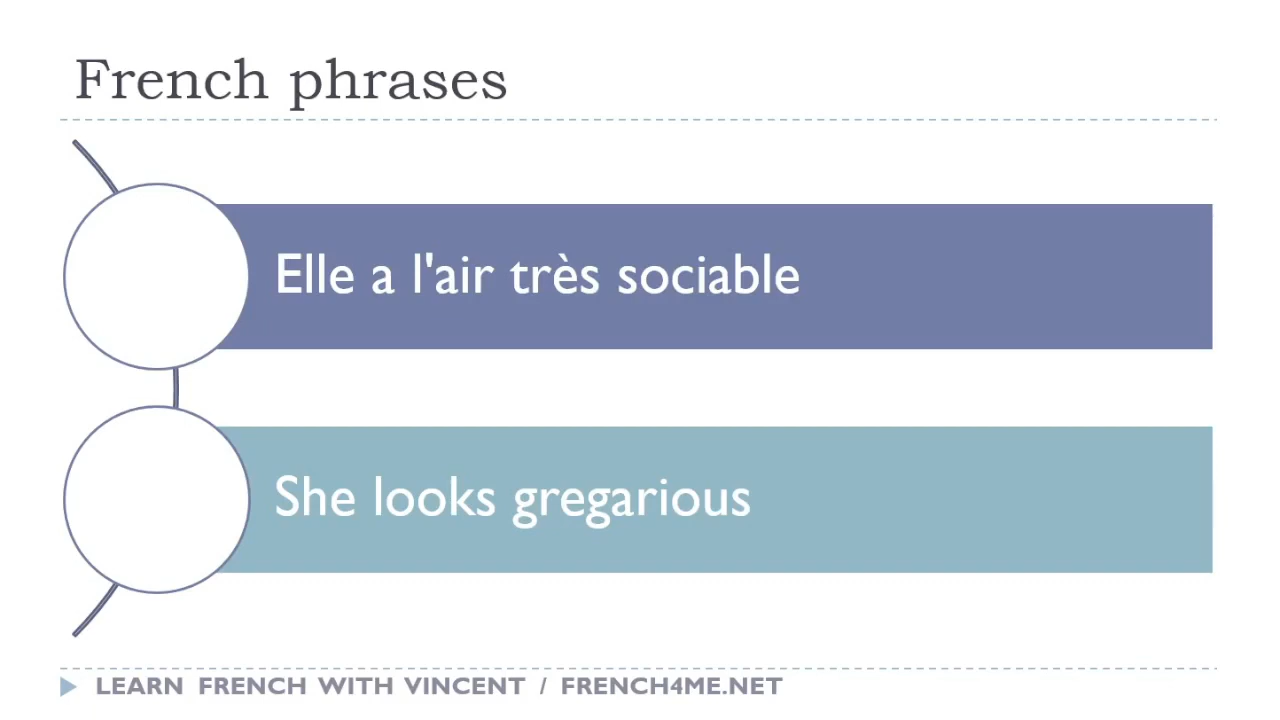 French phrases
Elle a l'air très sociable
She looks gregarious
LEARN FRENCH WITH VINCENT / FRENCH4ME.NET